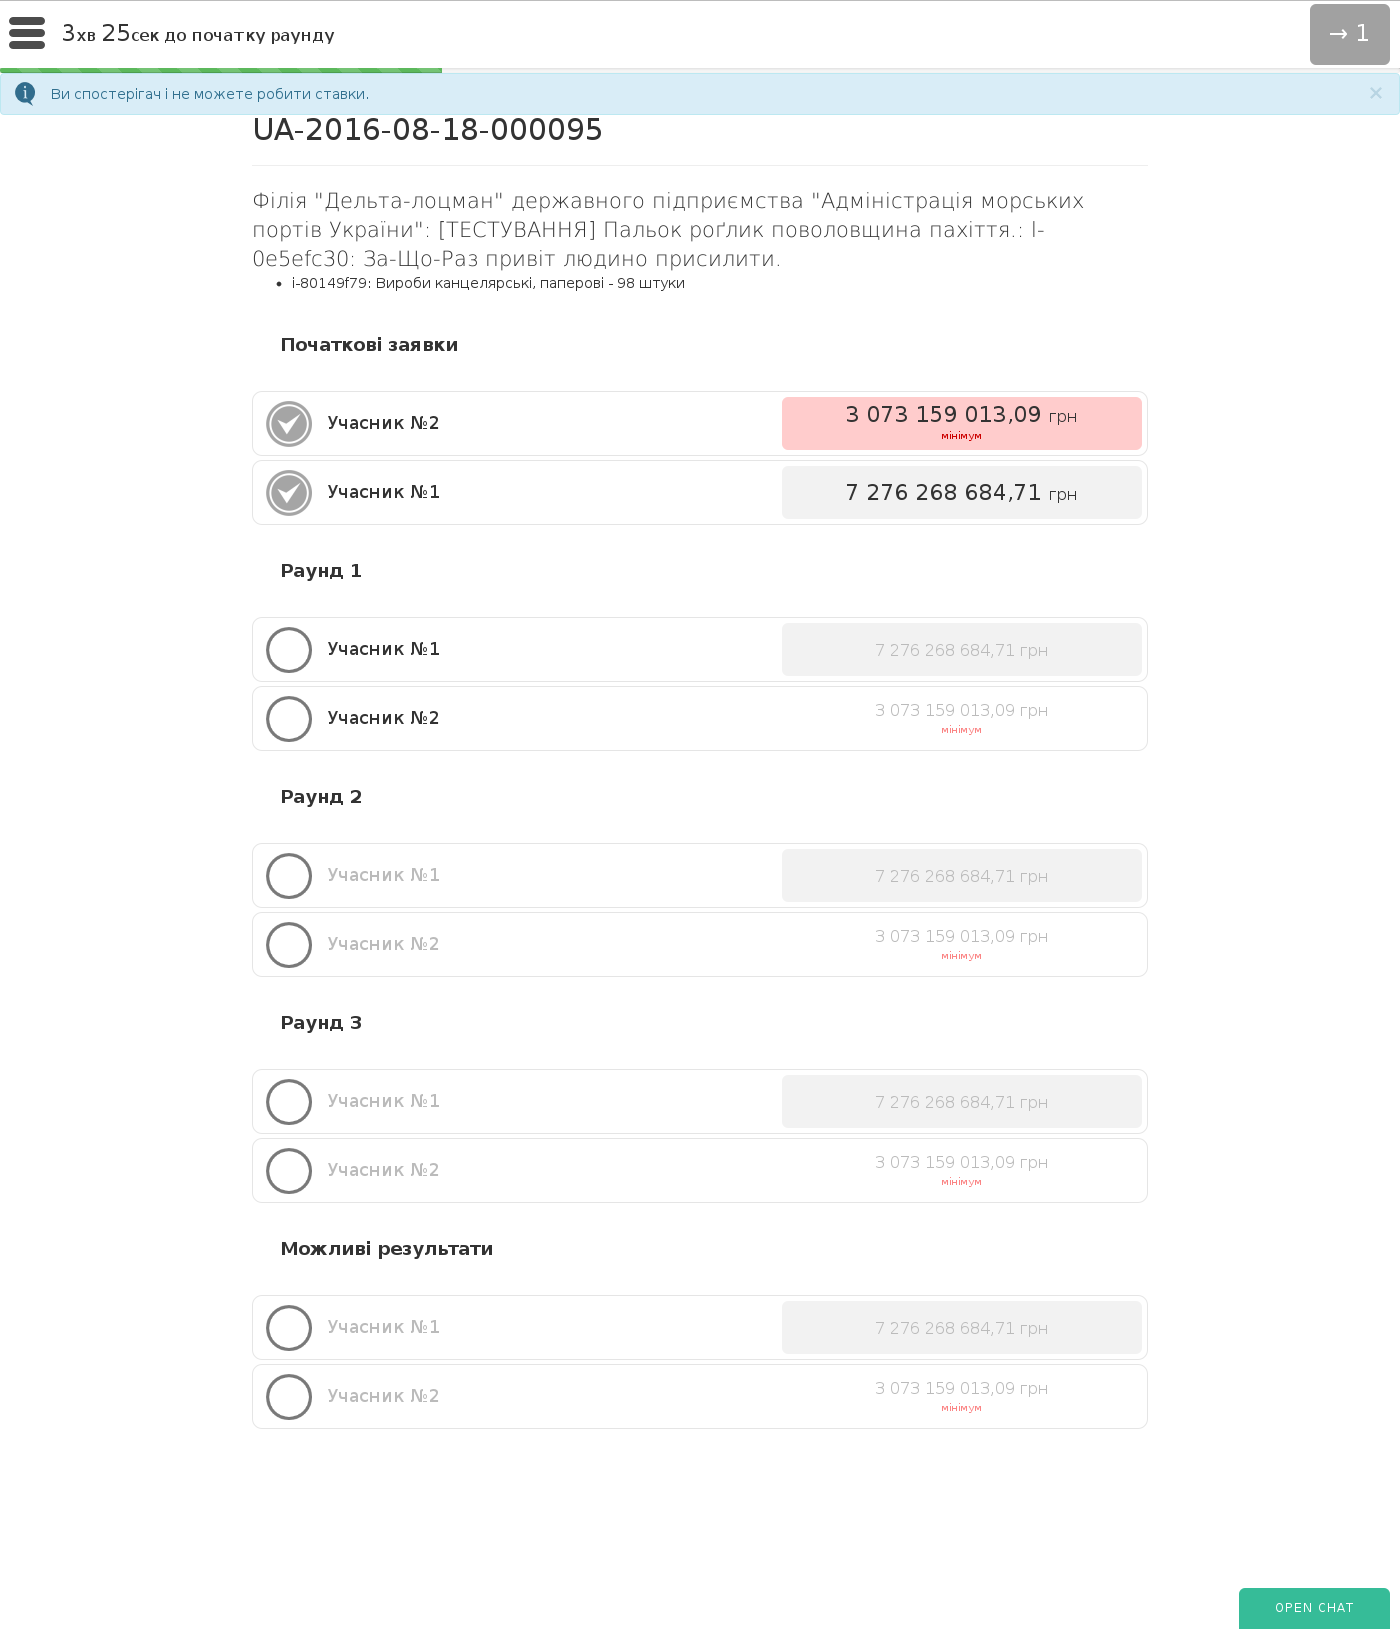 3хв 25сек до початку раунду
→ 1
Ви спостерігач і не можете робити ставки.
×
UA-2016-08-18-000095
Філія "Дельта-лоцман" державного підприємства "Адміністрація морських
портів України": [ТЕСТУВАННЯ] Пальок роґлик поволовщина пахіття.: I-
0e5efc30: За-Що-Раз привіт людино присилити.
• i-80149f79: Вироби канцелярські, паперові - 98 штуки
Початкові заявки
Учасник №2
3 073 159 013,09 грн
мінімум
Учасник №1
7 276 268 684,71 грн
Раунд 1
Учасник №1
7 276 268 684,71 грн
Учасник №2
3 073 159 013,09 грн
мінімум
Раунд 2
Учасник №1
7 276 268 684,71 грн
Учасник №2
3 073 159 013,09 грн
мінімум
Раунд 3
Учасник №1
7 276 268 684,71 грн
Учасник №2
3 073 159 013,09 грн
мінімум
Можливі результати
Учасник №1
7 276 268 684,71 грн
Учасник №2
3 073 159 013,09 грн
мінімум
OPEN CHAT